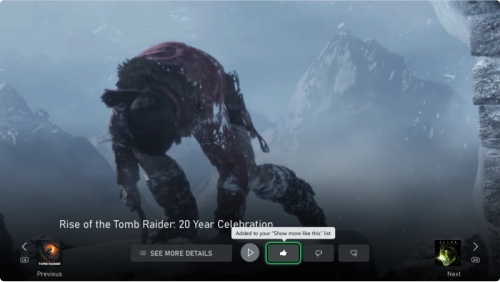 Rise of the Tomb Raider: 20 Year Celebration
Added to your "Show more like this" list
SEE MORE DETAILS
TOMB RAIDER
Previous
Next